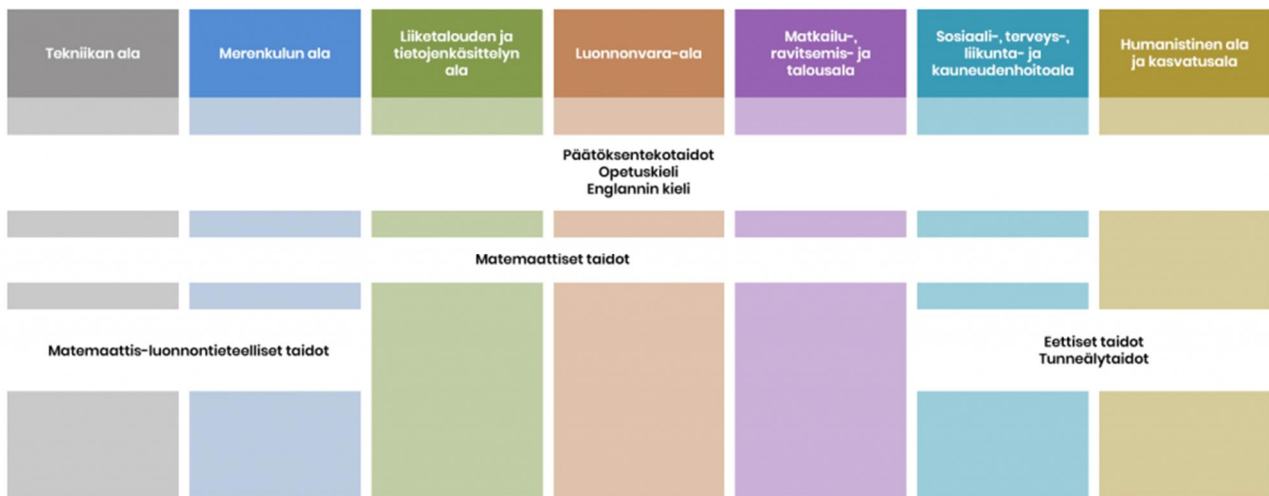 Tekniikan ala
Merenkulun ala
Liiketalouden ja
tietojenkäsittelyn
ala
Luonnonvara-ala
Matkailu-,
ravitsemis- ja
talousala
Sosiaali-, terveys-,
liikunta- ja
kauneudenhoitoala
Humanistinen ala
ja kasvatusala
Päätöksentekotaidot
Opetuskieli
Englannin kieli
Matemaattiset taidot
Matemaattis-luonnontieteelliset taidot
Eettiset taidot
Tunneälytaidot